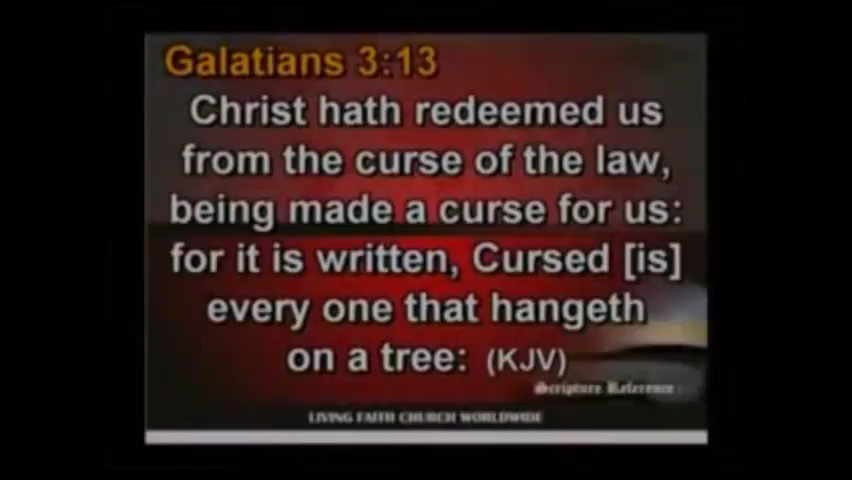 Galatians 3:13
Christ hath redeemed us
from the curse of the law,
being made a curse for us:
for it is written, Cursed [is]
every one that hangeth
on a tree: (KJV)
Scripture Reference
LIVING FAITH CHURCH WORLDWIDE